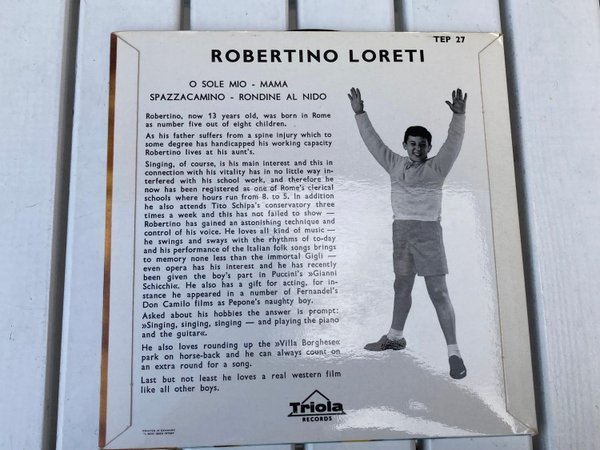 TEP 27
ROBERTINO LORETI
O SOLE MIO - MAMA
SPAZZACAMINO - RONDINE AL NIDO
Robertino, now 13 years old, was born in Rome
as number five out of eight children.
As his father suffers from a spine injury which to
some degree has handicapped his working capacity
Robertino lives at his aunt's.
Singing, of course, is his main interest and this in
connection with his vitality has in no little way in-
terfered with his school work, and therefore he
now has been registered at one of Rome's clerical
schools where hours run from 8. to 5. In addition
he also attends Tito Schipa's conservatory three
times a week and this has not failed to show —
Robertino has gained an astonishing technique and
control of his voice. He loves all kind of music —
he swings and sways with the rhythms of to-day
and his performance of the Italian folk songs brings
to memory none less than the immortal Gigli —
even opera has his interest and he has recently
been given the boy's part in Puccini's »Gianni
Schicchi«. He also has a gift for acting, for in-
stance he appeared in a number of Fernandel's
Don Camilo films as Pepone's naughty boy.
Asked about his hobbies the answer is prompt:
»Singing, singing, singing — and playing the piano
and the guitar«.
He also loves rounding up the »Villa Borghese«
park on horse-back and he can always count on
an extra round for a song.
Last but not least he loves a real western film
like all other boys.
Triola
RECORDS